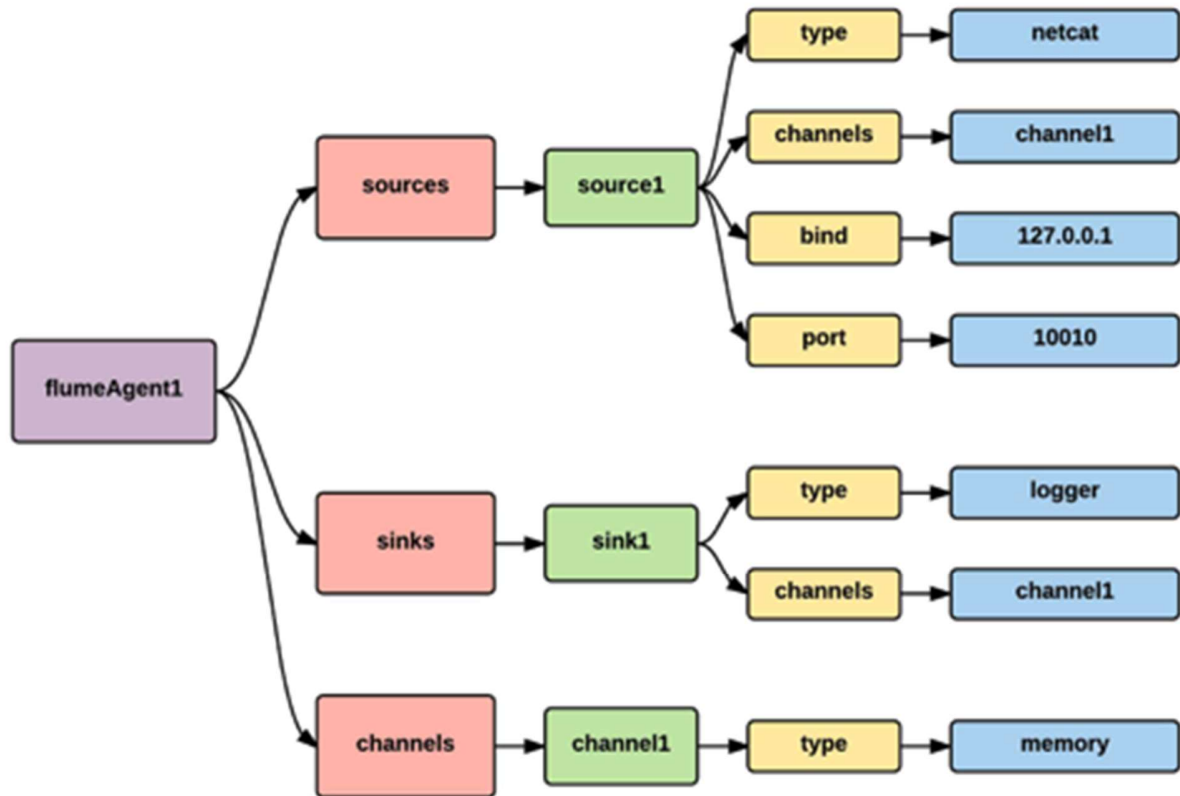 type
netcat
channels
channel1
sources
source1
bind
127.0.0.1
port
10010
flumeAgent1
type
logger
sinks
sink1
channels
channel1
channels
channel1
type
memory